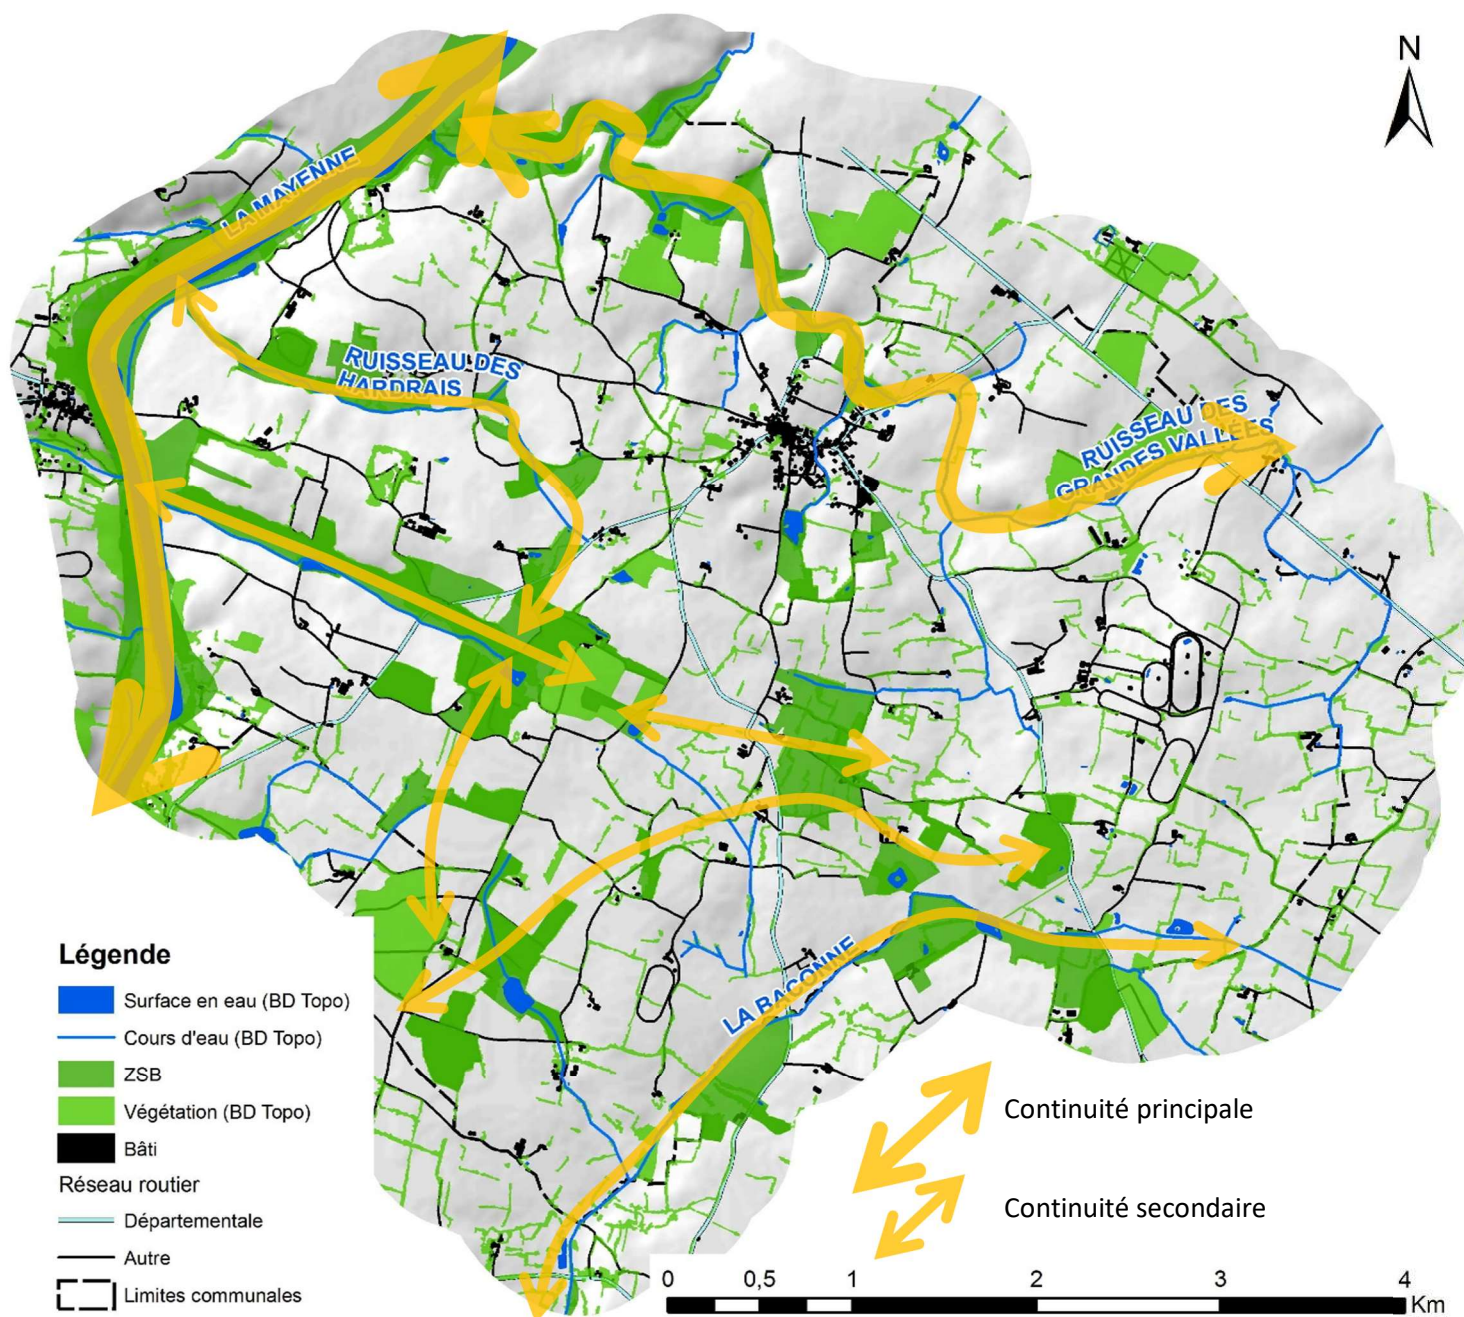 N
LA MAYENNE
RUISSEAU DES
HARDRAIS
RUISSEAU DES
GRANDES VALLÉES
LA BACONNE
Légende
Surface en eau (BD Topo)
Cours d'eau (BD Topo)
ZSB
Végétation (BD Topo)
Bâti
Réseau routier
Départementale
Autre
Limites communales
Continuité principale
Continuité secondaire
0 0,5 1 2 3 4
Km